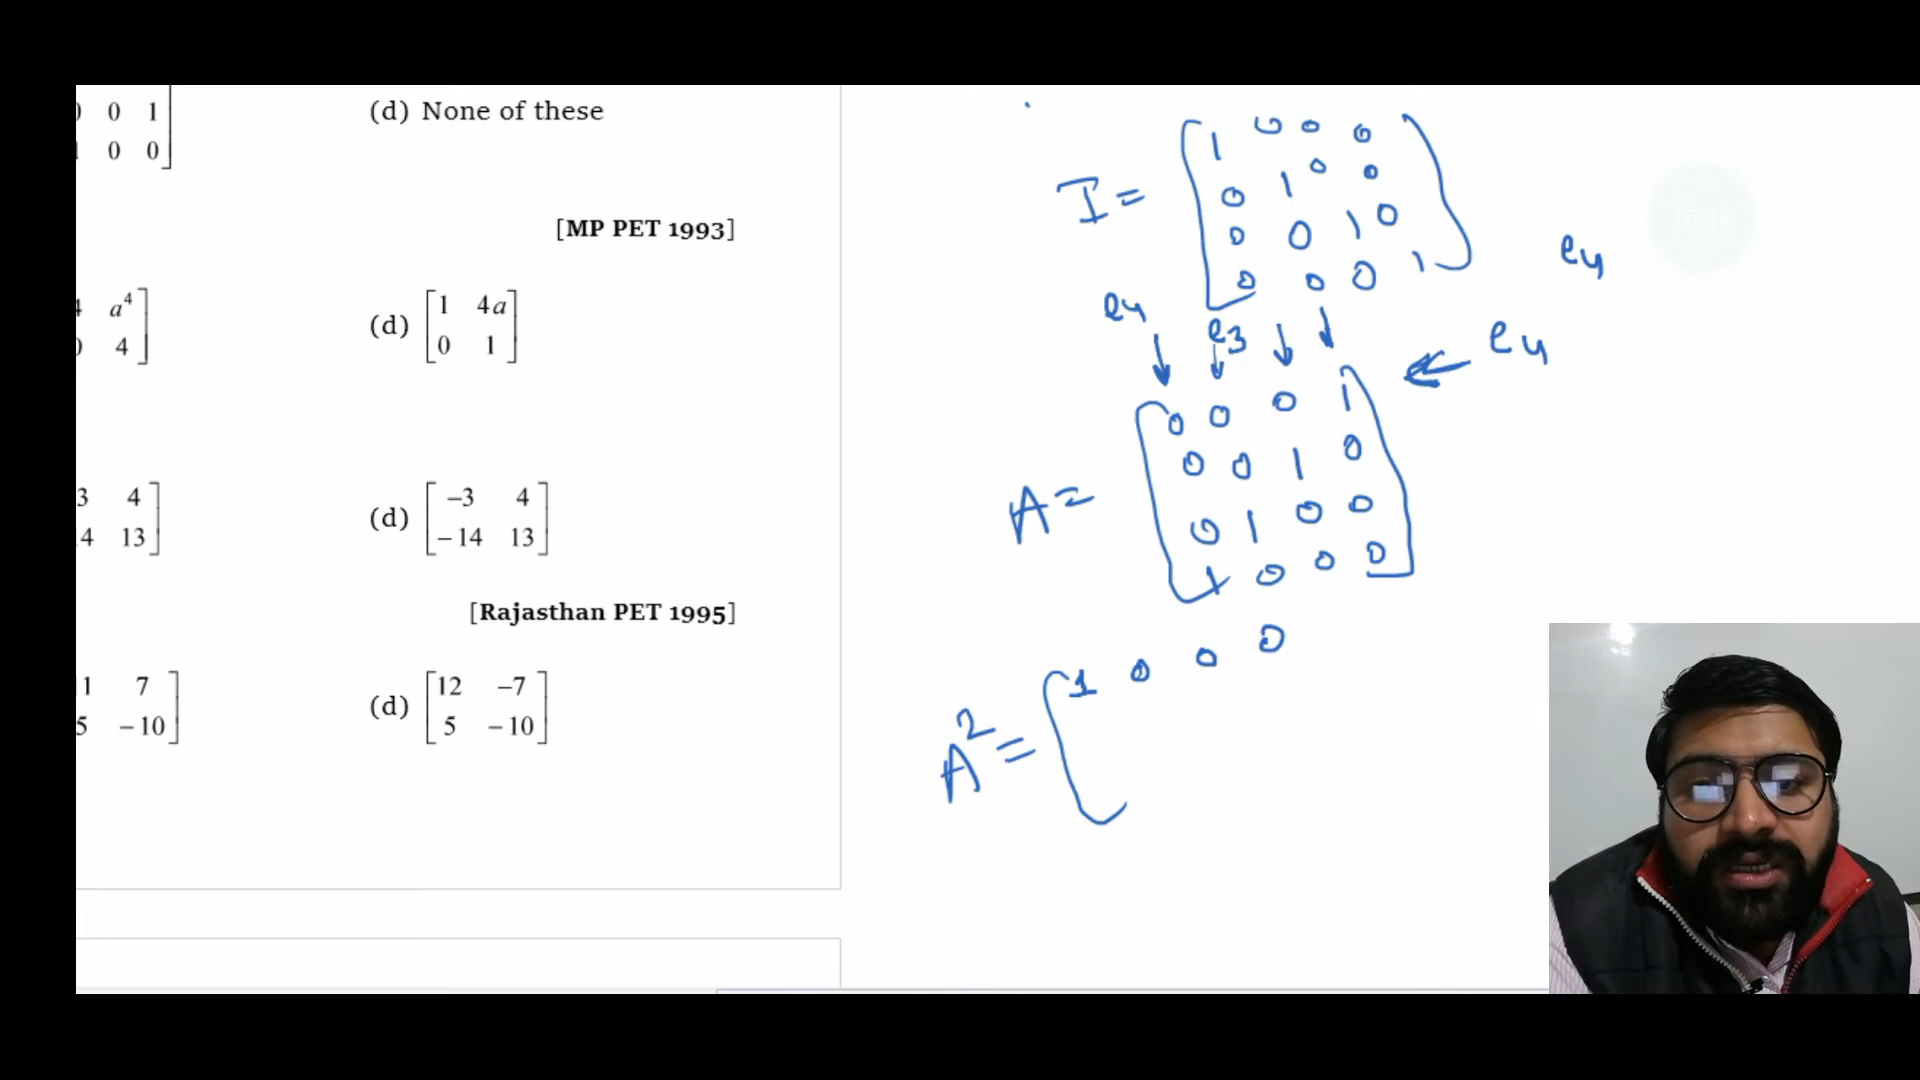 0 1
(d) None of these
0 0
[MP PET 1993]
a⁴
4
(d) [1 4a
0 1]
3 4
4 13
(d) [-3 4
-14 13]
[Rajasthan PET 1995]
1 7
5 -10
(d) [12 -7
5 -10]
I = [1 0 0 0
0 1 0 0
0 0 1 0
0 0 0 1]
e4
e4 e3
e4
A = [0 0 0 1
0 0 1 0
0 1 0 0
1 0 0 0]
A² = [1 0 0 0